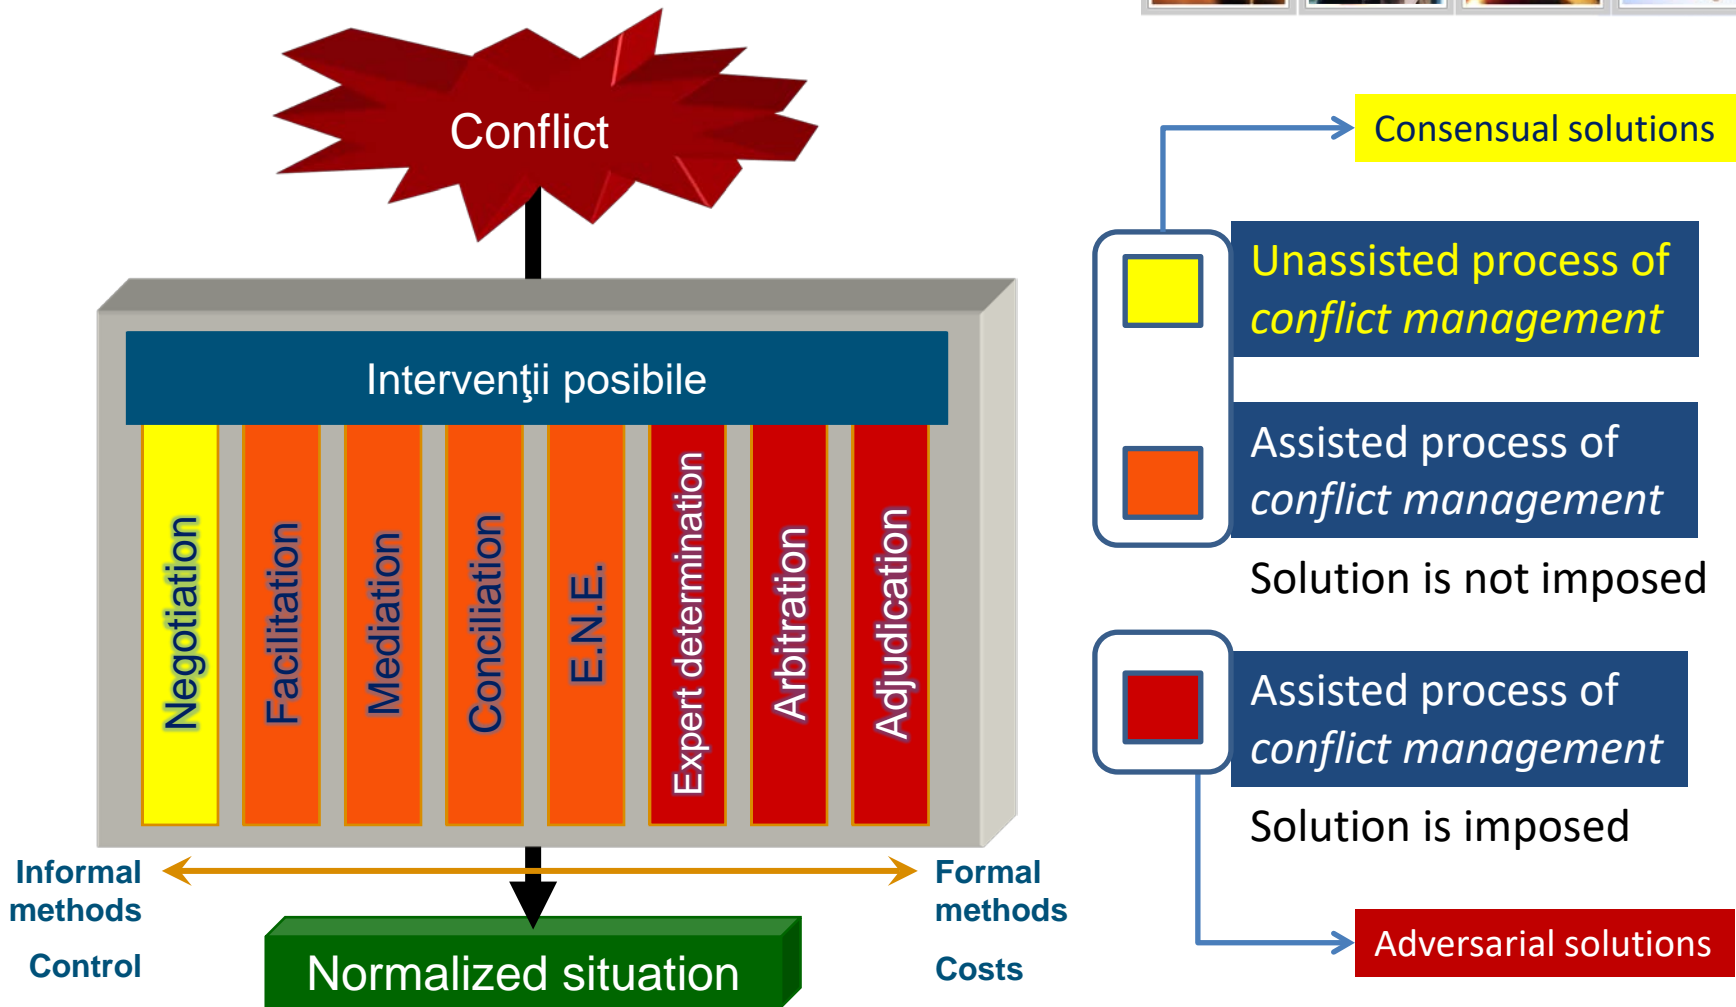 Conflict
Intervenţii posibile
Negotiation
Facilitation
Mediation
Conciliation
E.N.E.
Expert determination
Arbitration
Adjudication
Informal
methods
Control
Formal
methods
Costs
Normalized situation
Consensual solutions
Unassisted process of
conflict management
Assisted process of
conflict management
Solution is not imposed
Assisted process of
conflict management
Solution is imposed
Adversarial solutions